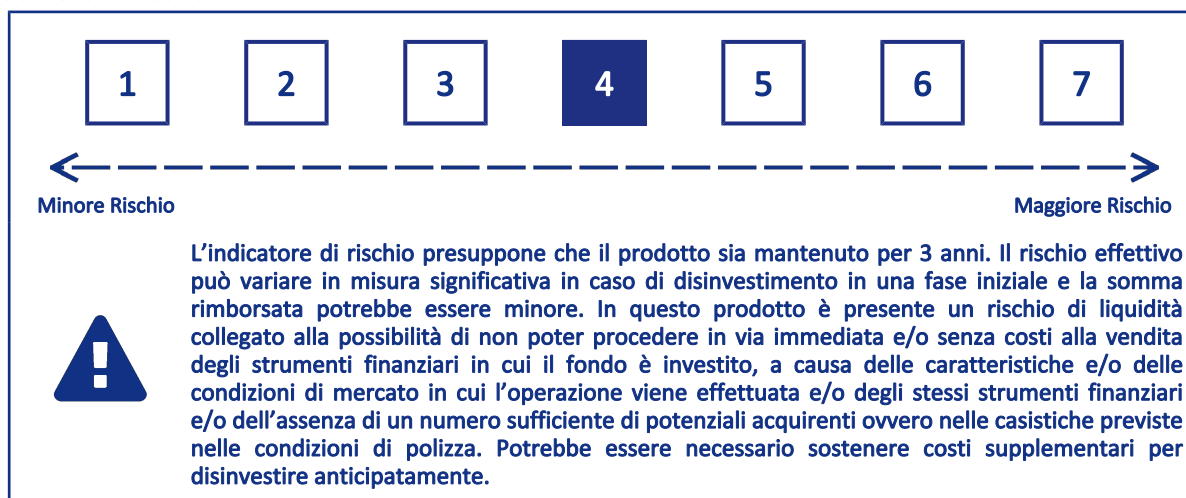 1 2 3 4 5 6 7
Minore Rischio Maggiore Rischio
L’indicatore di rischio presuppone che il prodotto sia mantenuto per 3 anni. Il rischio effettivo
può variare in misura significativa in caso di disinvestimento in una fase iniziale e la somma
rimborsata potrebbe essere minore. In questo prodotto è presente un rischio di liquidità
collegato alla possibilità di non poter procedere in via immediata e/o senza costi alla vendita
degli strumenti finanziari in cui il fondo è investito, a causa delle caratteristiche e/o delle
condizioni di mercato in cui l’operazione viene effettuata e/o degli stessi strumenti finanziari
e/o dell’assenza di un numero sufficiente di potenziali acquirenti ovvero nelle casistiche previste
nelle condizioni di polizza. Potrebbe essere necessario sostenere costi supplementari per
disinvestire anticipatamente.